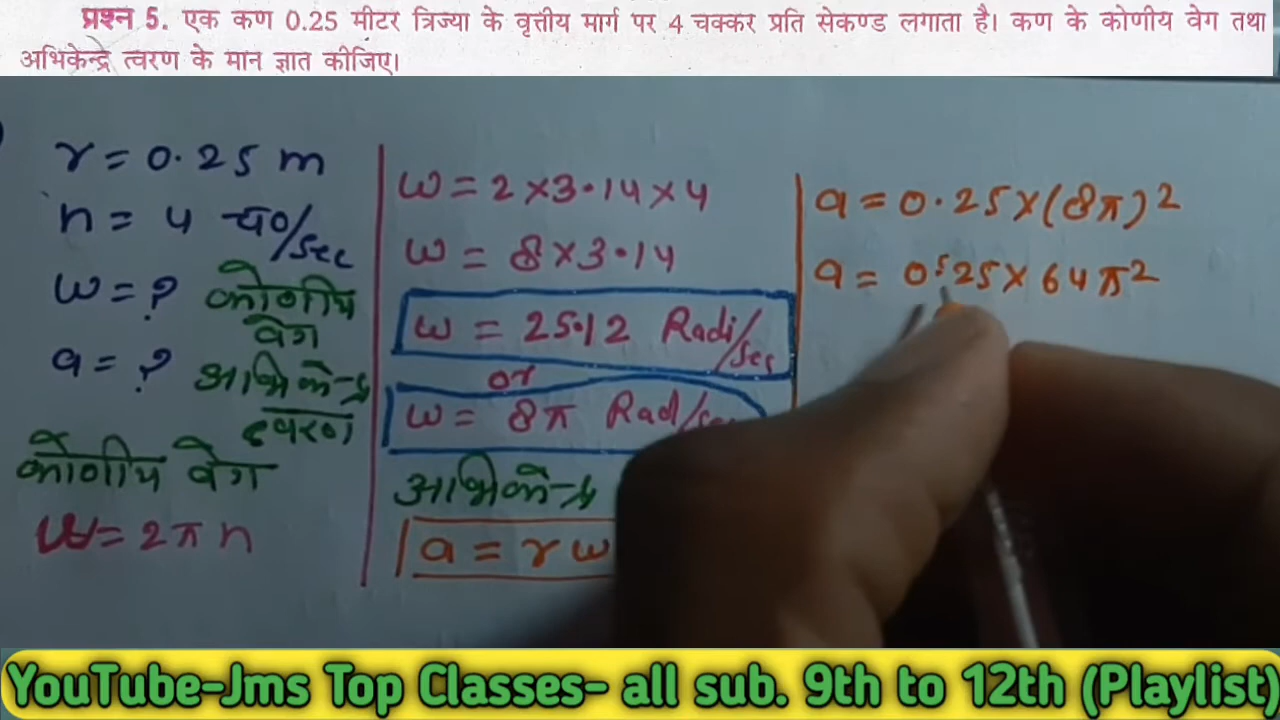 प्रश्न 5. एक कण 0.25 मीटर त्रिज्या के वृत्तीय मार्ग पर 4 चक्कर प्रति सेकण्ड लगाता है। कण के कोणीय वेग तथा
अभिकेन्द्रे त्वरण के मान ज्ञात कीजिए।
r = 0.25 m
n = 4 च0/sec
ω = ? कोणीय
वेग
a = ? अभिकेन्द्र
त्वरण
कोणीय वेग
ω = 2πn
ω = 2×3.14×4
ω = 8×3.14
ω = 25.12 Radi/sec
or
ω = 8π Rad/sec
अभिकेन्द्र
a = rω
a = 0.25×(8π)2
a = 0.25×64π2
YouTube-Jms Top Classes- all sub. 9th to 12th (Playlist)